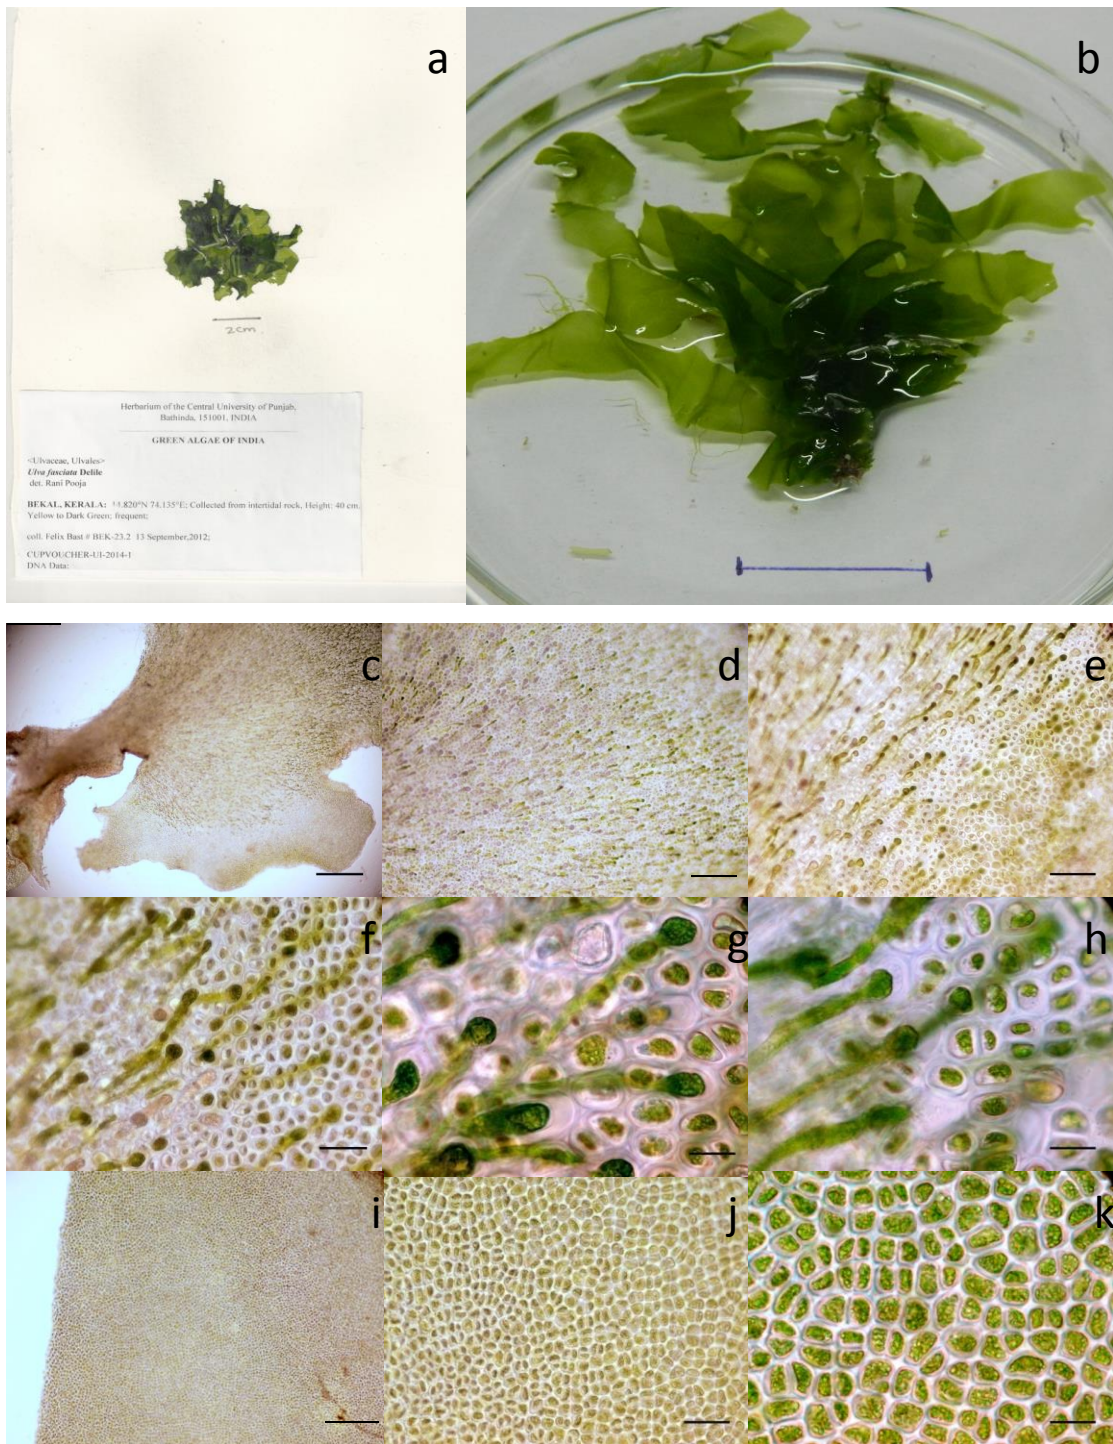 a
b
2cm
Herbarium of the Central University of Punjab,
Bathinda, 151001, INDIA
GREEN ALGAE OF INDIA
<Ulvaceae, Ulvales>
Ulva fasciata Delile
det. Rani Pooja
BEKAL, KERALA: 74.135°E; Collected from intertidal rock, Height: 40 cm.
Yellow to Dark Green; frequent;
coll. Felix Bast # BEK-23.2 13 September,2012;
CUPVOUCHER-UI-2014-1
DNA Data:
c
d
e
f
g
h
i
j
k